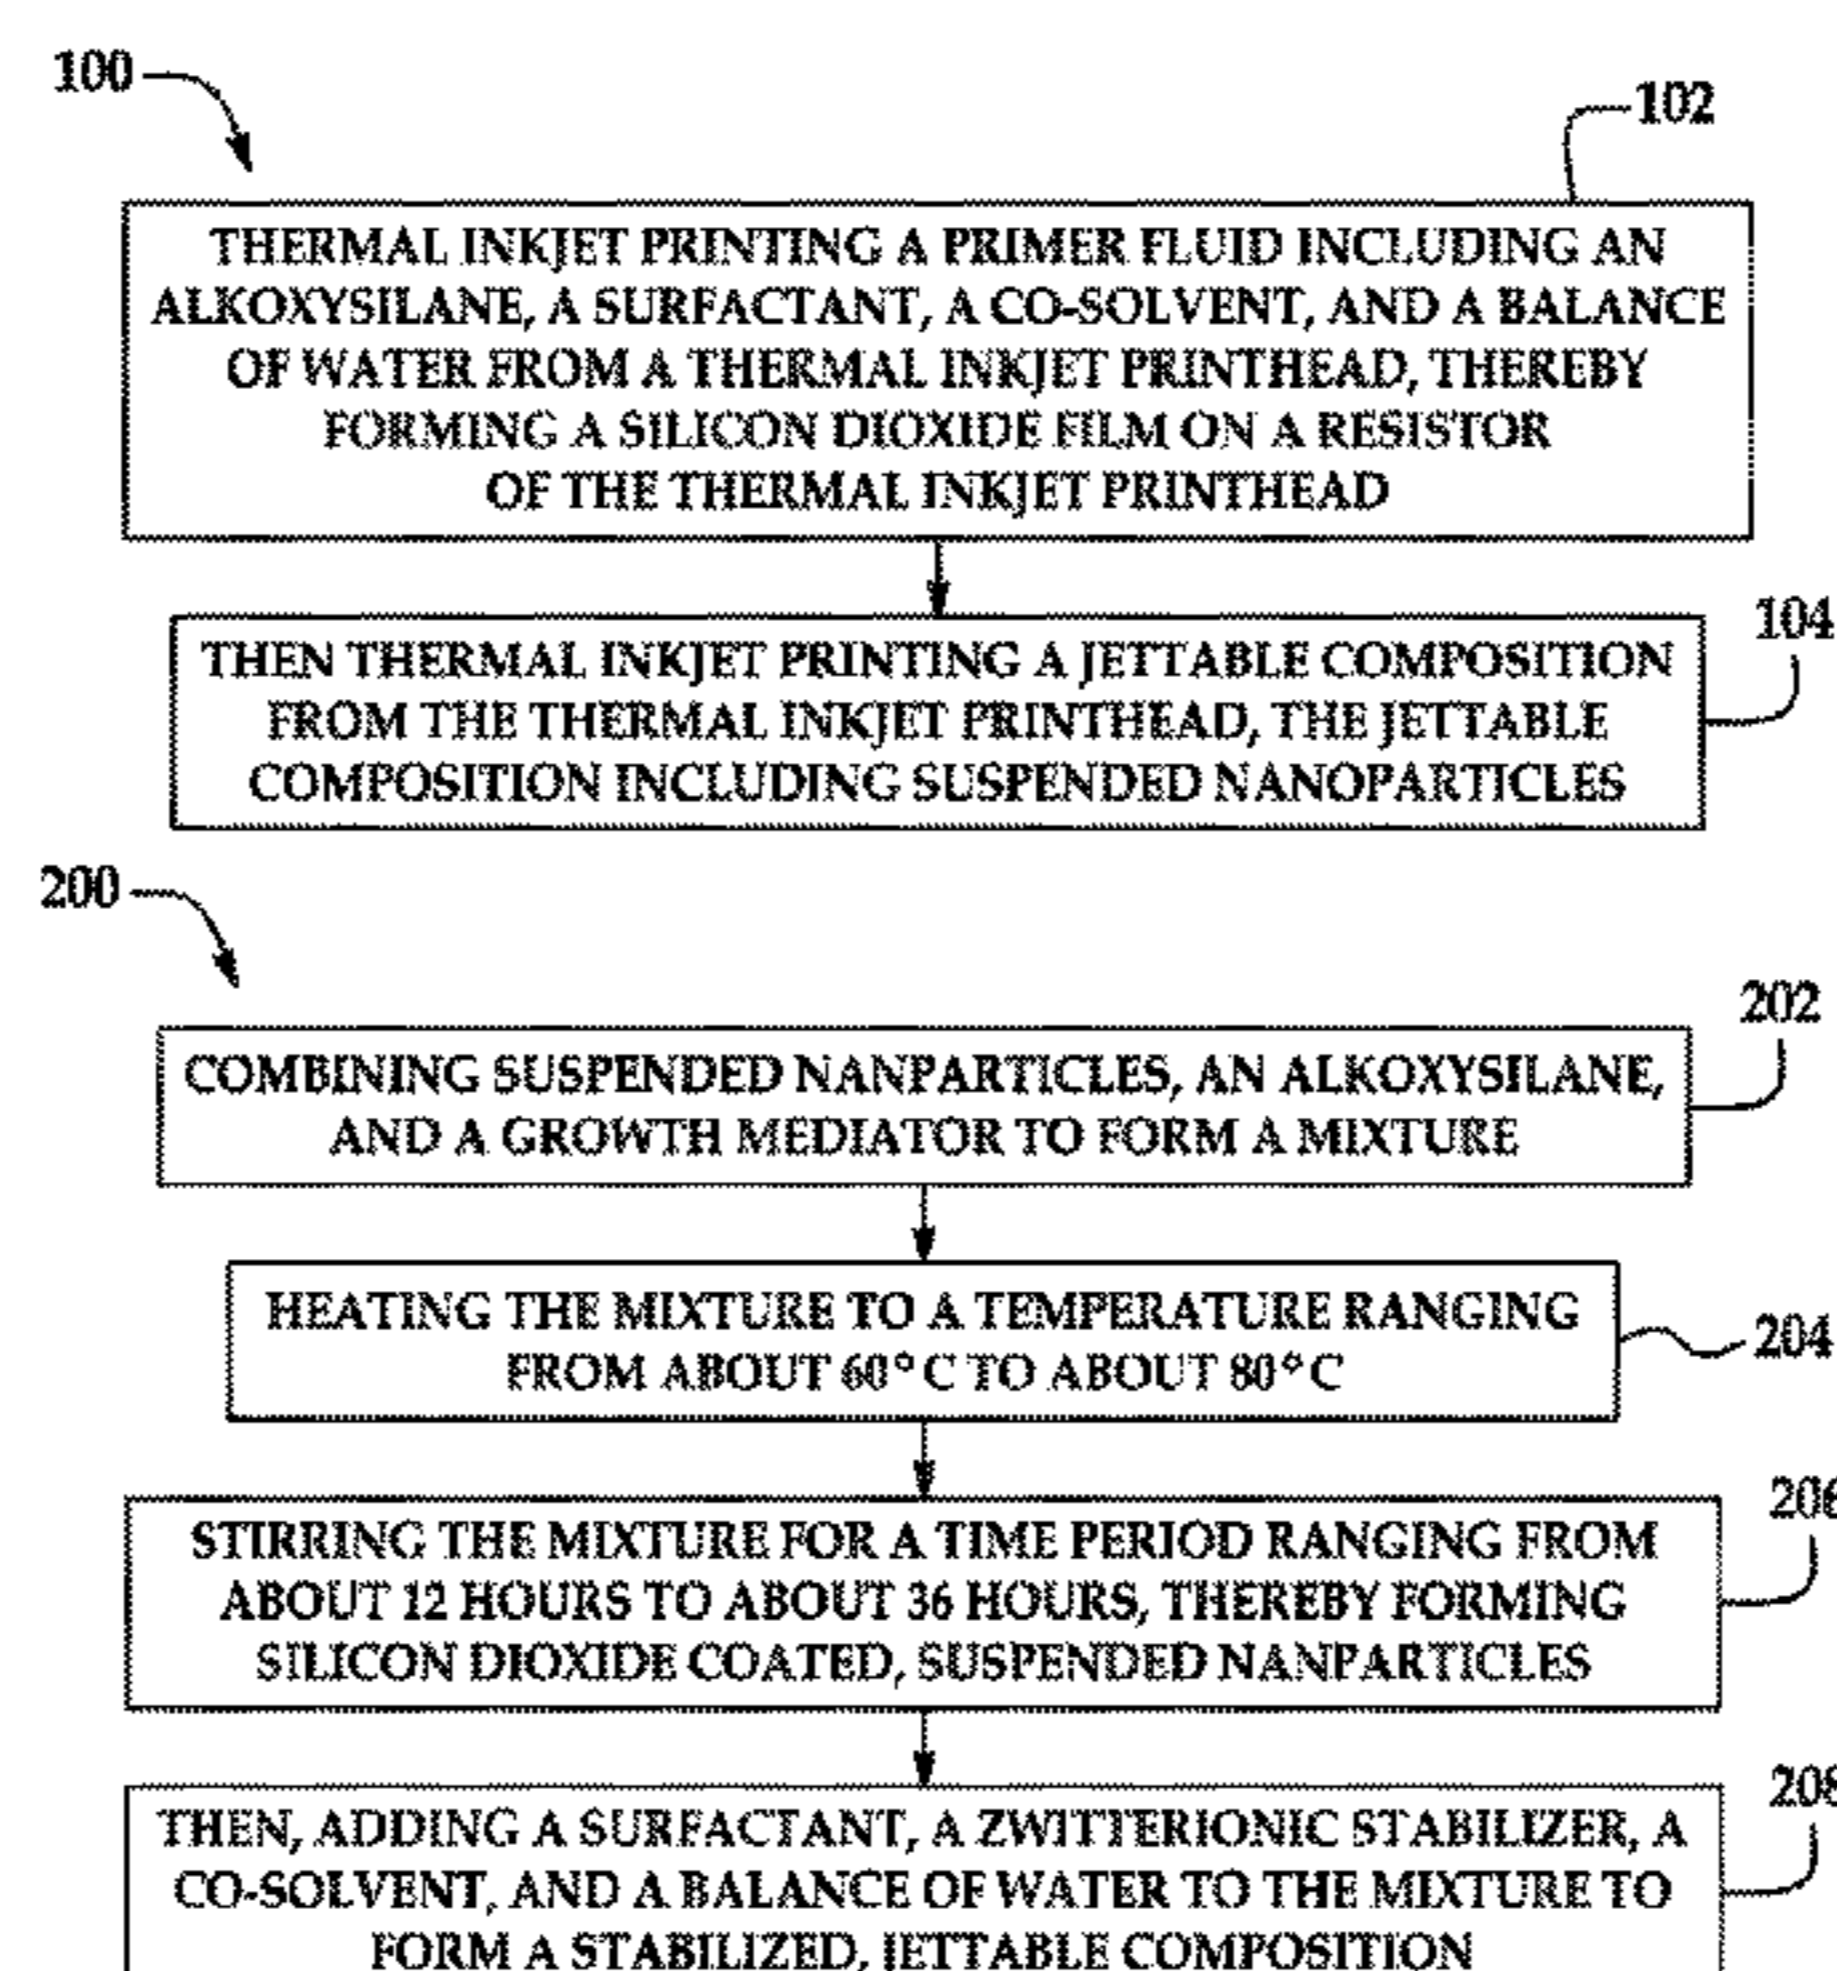 100
102
THERMAL INKJET PRINTING A PRIMER FLUID INCLUDING AN
ALKOXYSILANE, A SURFACTANT, A CO-SOLVENT, AND A BALANCE
OF WATER FROM A THERMAL INKJET PRINTHEAD, THEREBY
FORMING A SILICON DIOXIDE FILM ON A RESISTOR
OF THE THERMAL INKJET PRINTHEAD
104
THEN THERMAL INKJET PRINTING A JETTABLE COMPOSITION
FROM THE THERMAL INKJET PRINTHEAD, THE JETTABLE
COMPOSITION INCLUDING SUSPENDED NANOPARTICLES
200
202
COMBINING SUSPENDED NANPARTICLES, AN ALKOXYSILANE,
AND A GROWTH MEDIATOR TO FORM A MIXTURE
HEATING THE MIXTURE TO A TEMPERATURE RANGING
FROM ABOUT 60°C TO ABOUT 80°C
204
206
STIRRING THE MIXTURE FOR A TIME PERIOD RANGING FROM
ABOUT 12 HOURS TO ABOUT 36 HOURS, THEREBY FORMING
SILICON DIOXIDE COATED, SUSPENDED NANPARTICLES
208
THEN, ADDING A SURFACTANT, A ZWITTERIONIC STABILIZER, A
CO-SOLVENT, AND A BALANCE OF WATER TO THE MIXTURE TO
FORM A STABILIZED, JETTABLE COMPOSITION